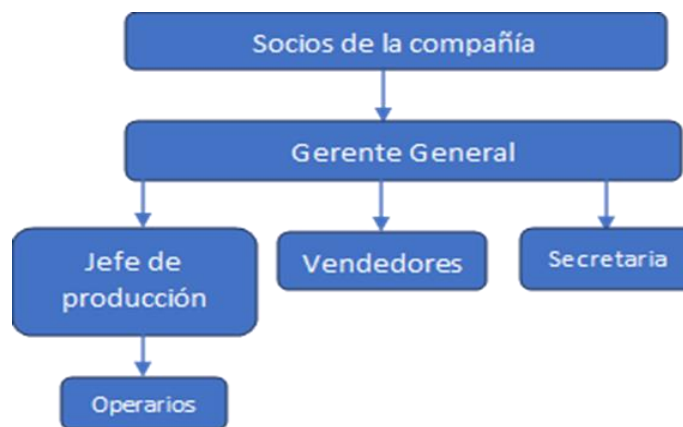 Socios de la compañía
Gerente General
Jefe de
producción
Vendedores
Secretaria
Operarios